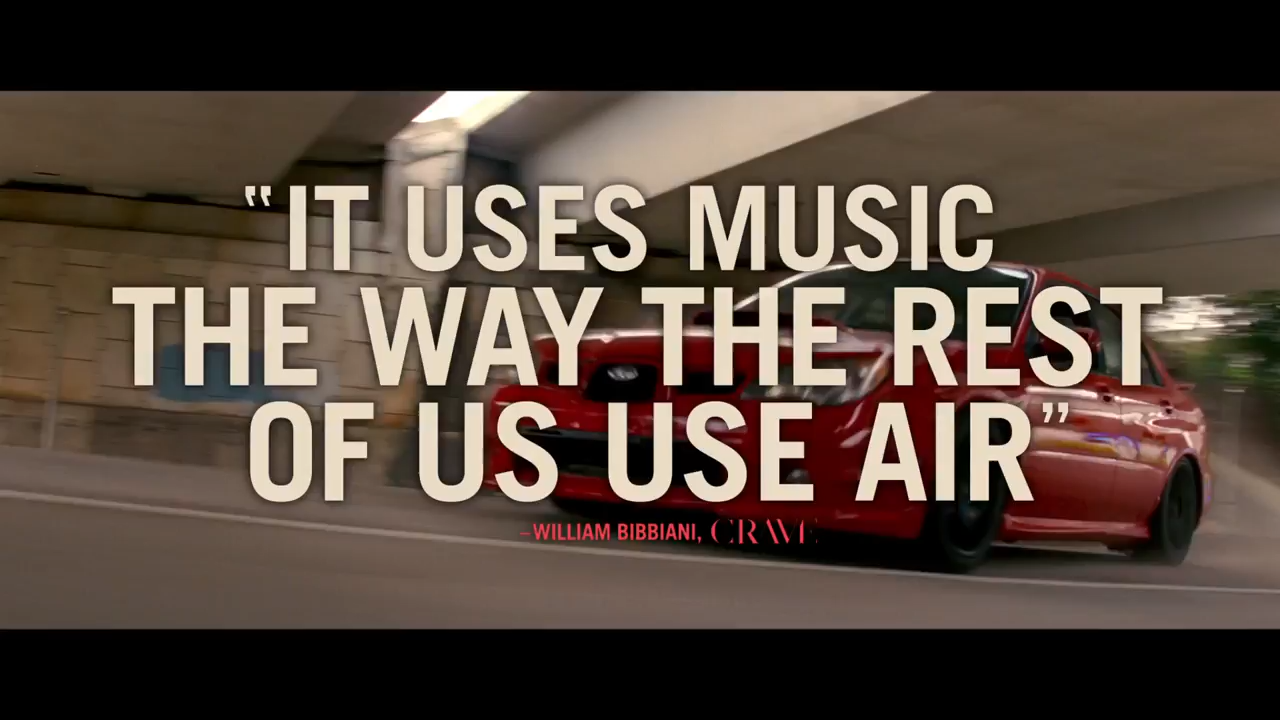 “IT USES MUSIC
THE WAY THE REST
OF US USE AIR”
–WILLIAM BIBBIANI, CRAVE